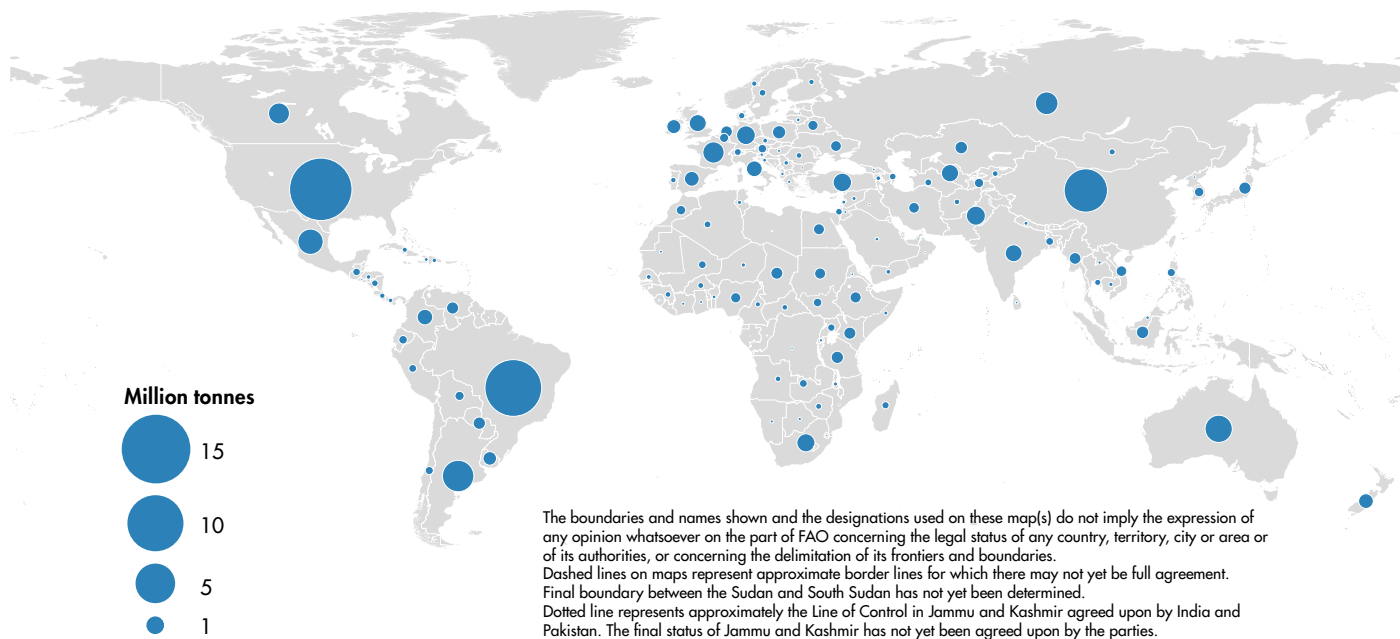 Million tonnes
15
10
5
1
The boundaries and names shown and the designations used on these map(s) do not imply the expression of
any opinion whatsoever on the part of FAO concerning the legal status of any country, territory, city or area or
of its authorities, or concerning the delimitation of its frontiers and boundaries.
Dashed lines on maps represent approximate border lines for which there may not yet be full agreement.
Final boundary between the Sudan and South Sudan has not yet been determined.
Dotted line represents approximately the Line of Control in Jammu and Kashmir agreed upon by India and
Pakistan. The final status of Jammu and Kashmir has not yet been agreed upon by the parties.